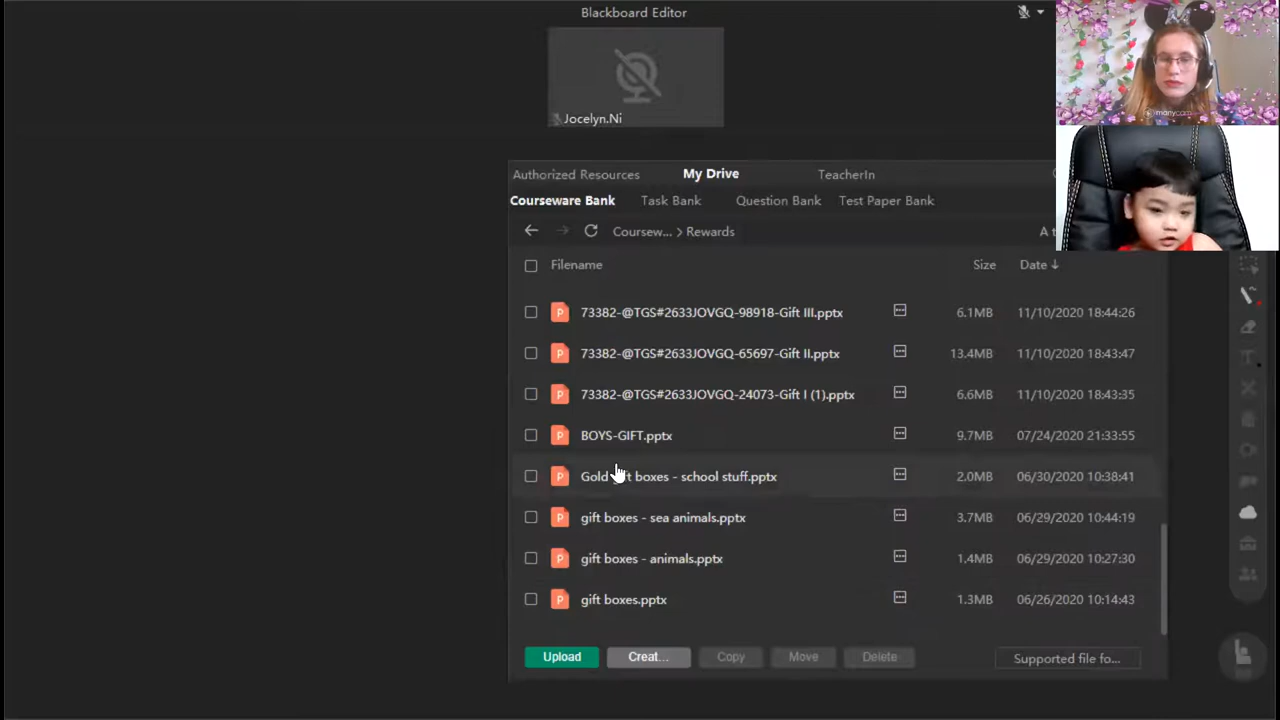 Blackboard Editor
Jocelyn.Ni
manycam
Authorized Resources My Drive TeacherIn
Courseware Bank Task Bank Question Bank Test Paper Bank
Coursew... > Rewards A t
Filename Size Date ↓
73382-@TGS#2633JOVGQ-98918-Gift III.pptx 6.1MB 11/10/2020 18:44:26
73382-@TGS#2633JOVGQ-65697-Gift II.pptx 13.4MB 11/10/2020 18:43:47
73382-@TGS#2633JOVGQ-24073-Gift I (1).pptx 6.6MB 11/10/2020 18:43:35
BOYS-GIFT.pptx 9.7MB 07/24/2020 21:33:55
Gold gift boxes - school stuff.pptx 2.0MB 06/30/2020 10:38:41
gift boxes - sea animals.pptx 3.7MB 06/29/2020 10:44:19
gift boxes - animals.pptx 1.4MB 06/29/2020 10:27:30
gift boxes.pptx 1.3MB 06/26/2020 10:14:43
Upload Creat... Copy Move Delete Supported file fo...